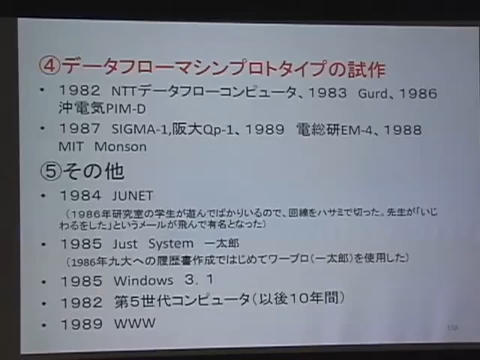 ④データフローマシンプロトタイプの試作
• 1982 NTTデータフローコンピュータ、1983 Gurd、1986
沖電気PIM-D
• 1987 SIGMA-1,阪大Qp-1、1989 電総研EM-4、1988
MIT Monson
⑤その他
• 1984 JUNET
(1986年研究室の学生が遊んでばかりいるので、回線をハサミで切った。先生が「いじ
わるをした」というメールが飛んで有名となった)
• 1985 Just System 一太郎
(1986年九大への履歴書作成ではじめてワープロ(一太郎)を使用した)
• 1985 Windows 3.1
• 1982 第5世代コンピュータ(以後10年間)
• 1989 WWW